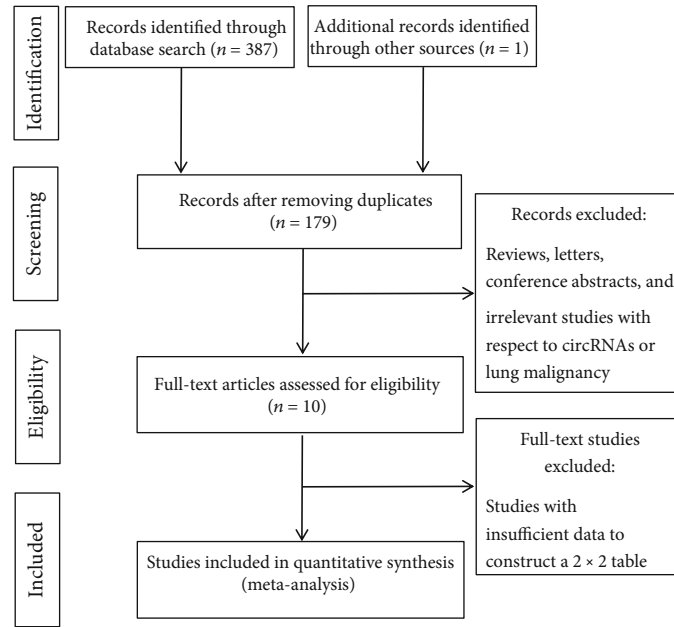 Identification
Records identified through
database search (n = 387)
Additional records identified
through other sources (n = 1)
Screening
Records after removing duplicates
(n = 179)
Records excluded:
Reviews, letters,
conference abstracts, and
irrelevant studies with
respect to circRNAs or
lung malignancy
Eligibility
Full-text articles assessed for eligibility
(n = 10)
Full-text studies
excluded:
Studies with
insufficient data to
construct a 2 × 2 table
Included
Studies included in quantitative synthesis
(meta-analysis)